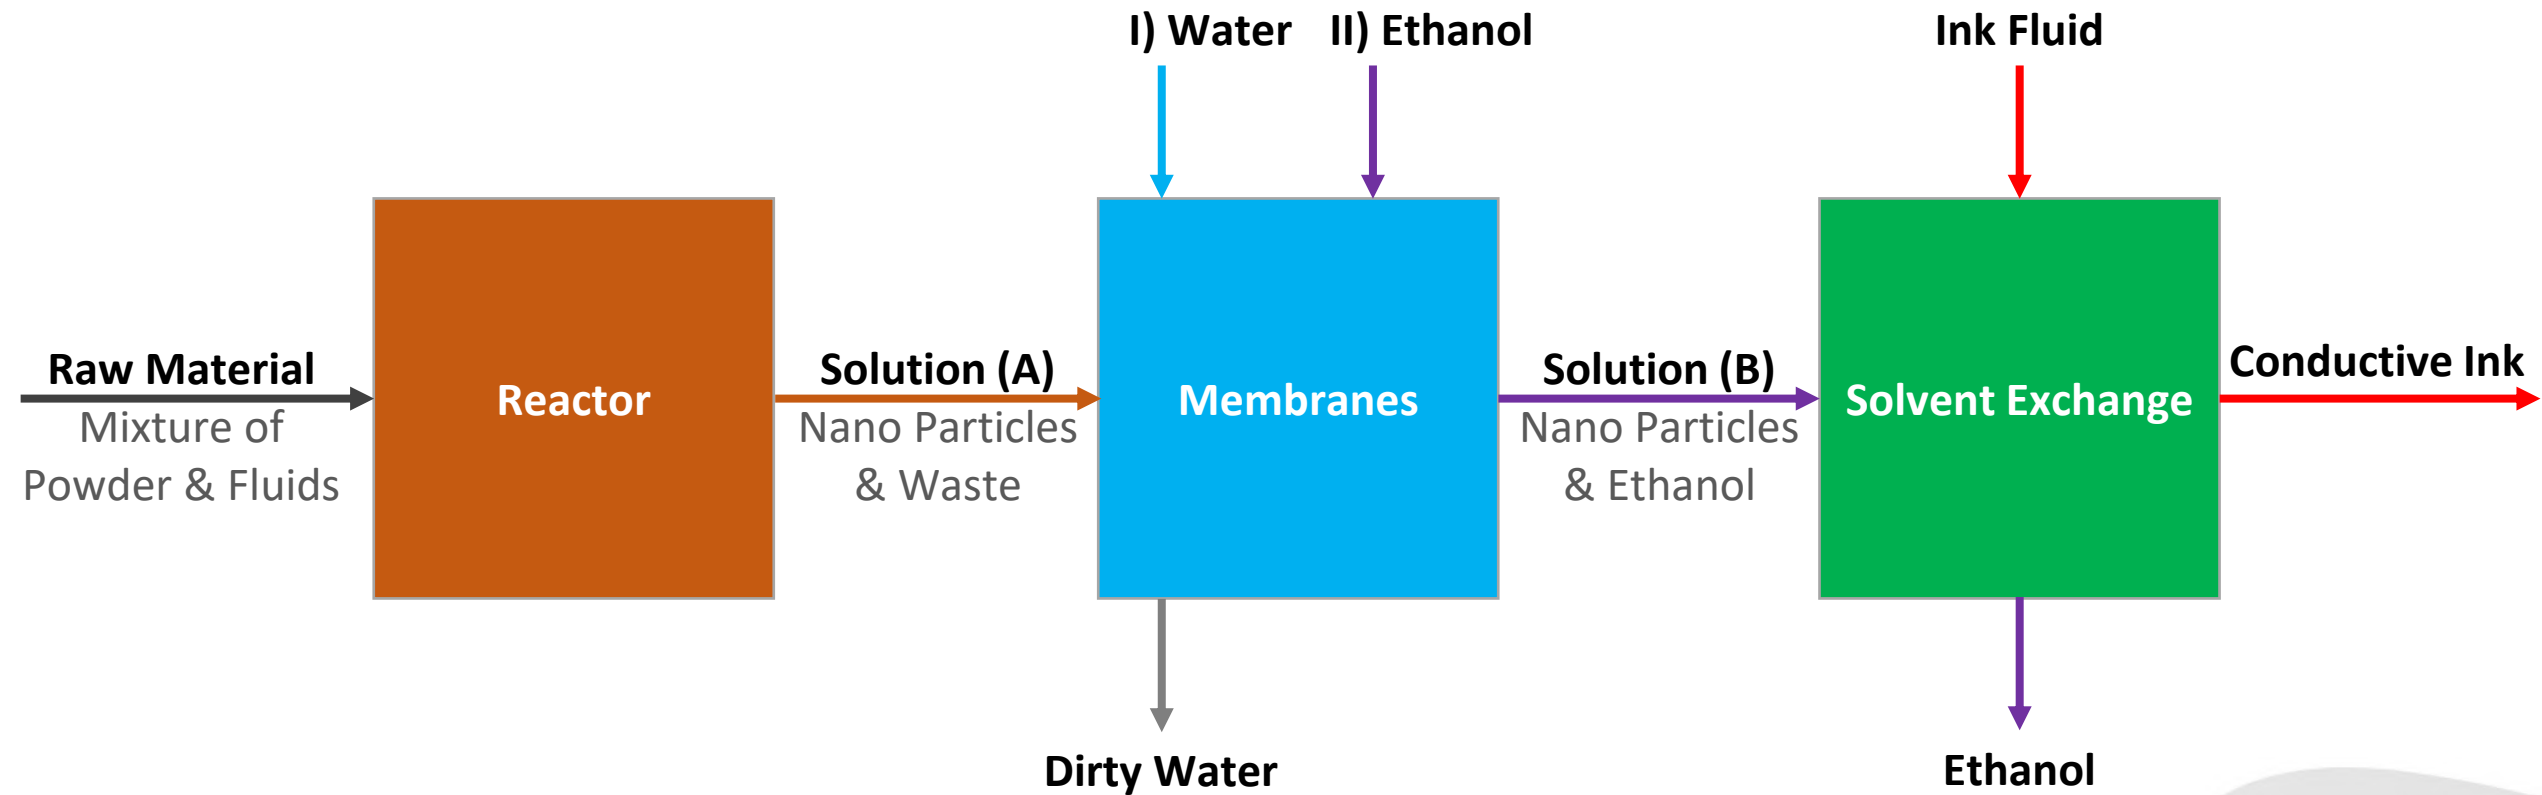 I) Water
II) Ethanol
Ink Fluid
Raw Material
Mixture of
Powder & Fluids
Reactor
Solution (A)
Nano Particles
& Waste
Membranes
Solution (B)
Nano Particles
& Ethanol
Solvent Exchange
Conductive Ink
Dirty Water
Ethanol